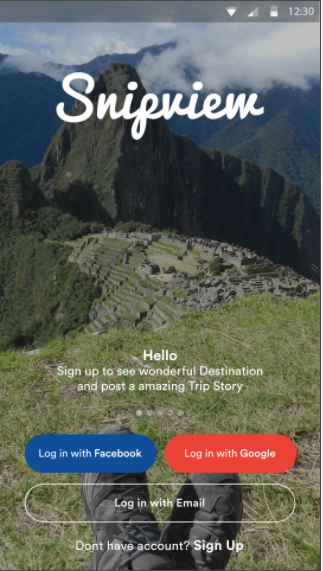 12:30
Snipview
Hello
Sign up to see wonderful Destination
and post a amazing Trip Story
Log in with Facebook
Log in with Google
Log in with Email
Dont have account? Sign Up